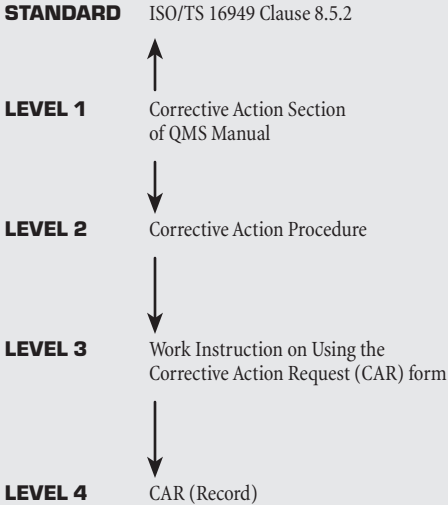 STANDARD ISO/TS 16949 Clause 8.5.2
LEVEL 1 Corrective Action Section
of QMS Manual
LEVEL 2 Corrective Action Procedure
LEVEL 3 Work Instruction on Using the
Corrective Action Request (CAR) form
LEVEL 4 CAR (Record)